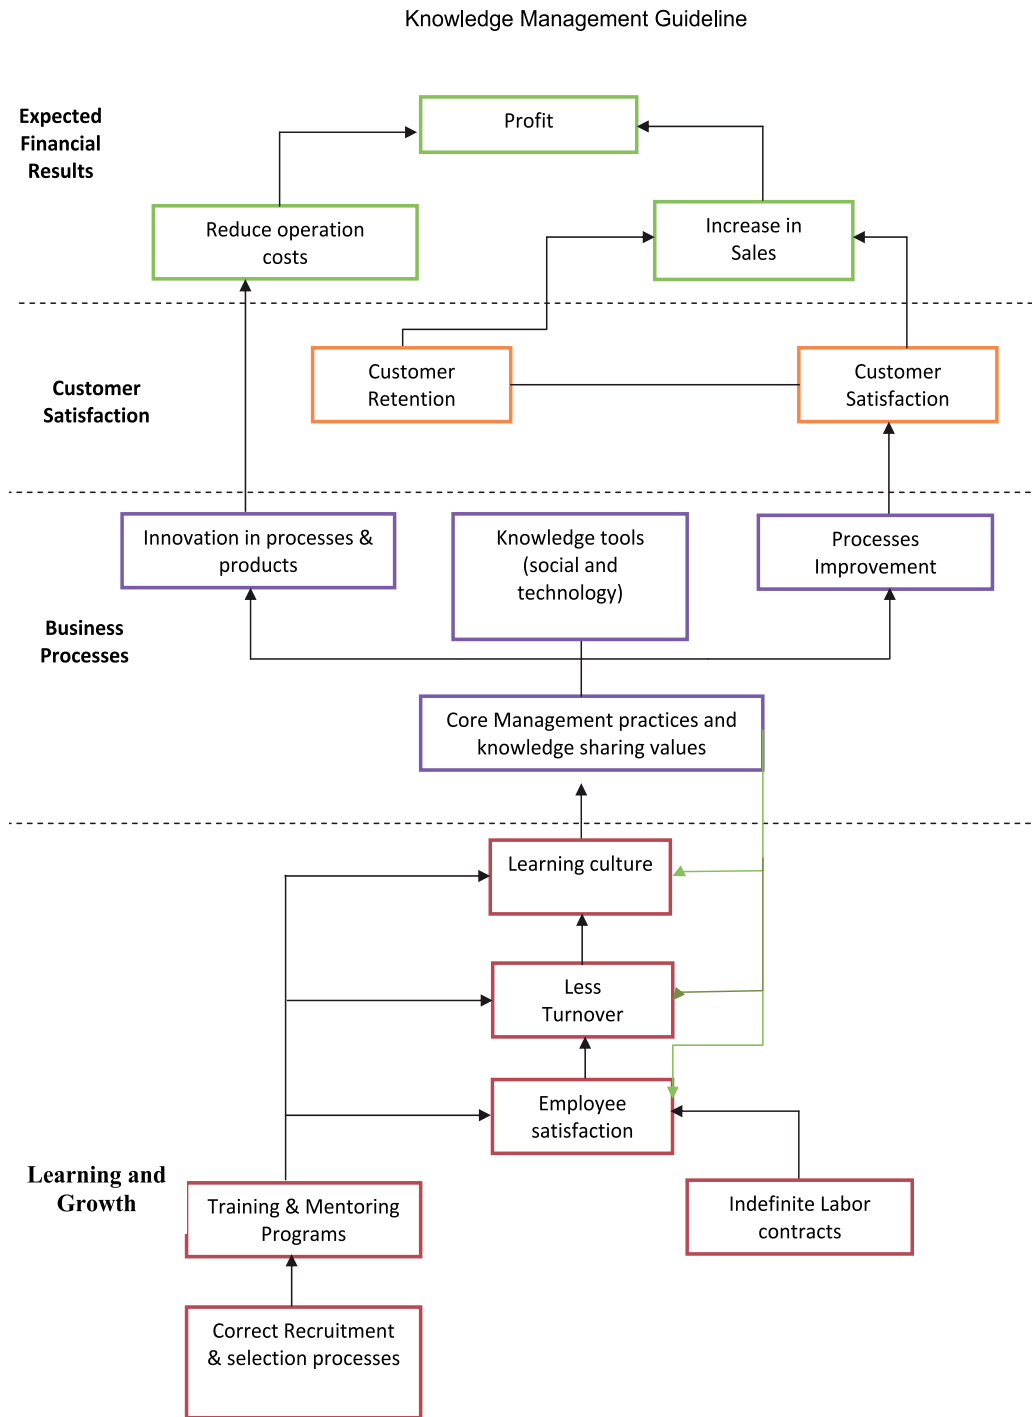 Knowledge Management Guideline
Expected
Financial
Results
Profit
Reduce operation
costs
Increase in
Sales
Customer
Satisfaction
Customer
Retention
Customer
Satisfaction
Business
Processes
Innovation in processes &
products
Knowledge tools
(social and
technology)
Processes
Improvement
Core Management practices and
knowledge sharing values
Learning and
Growth
Learning culture
Less
Turnover
Employee
satisfaction
Training & Mentoring
Programs
Indefinite Labor
contracts
Correct Recruitment
& selection processes